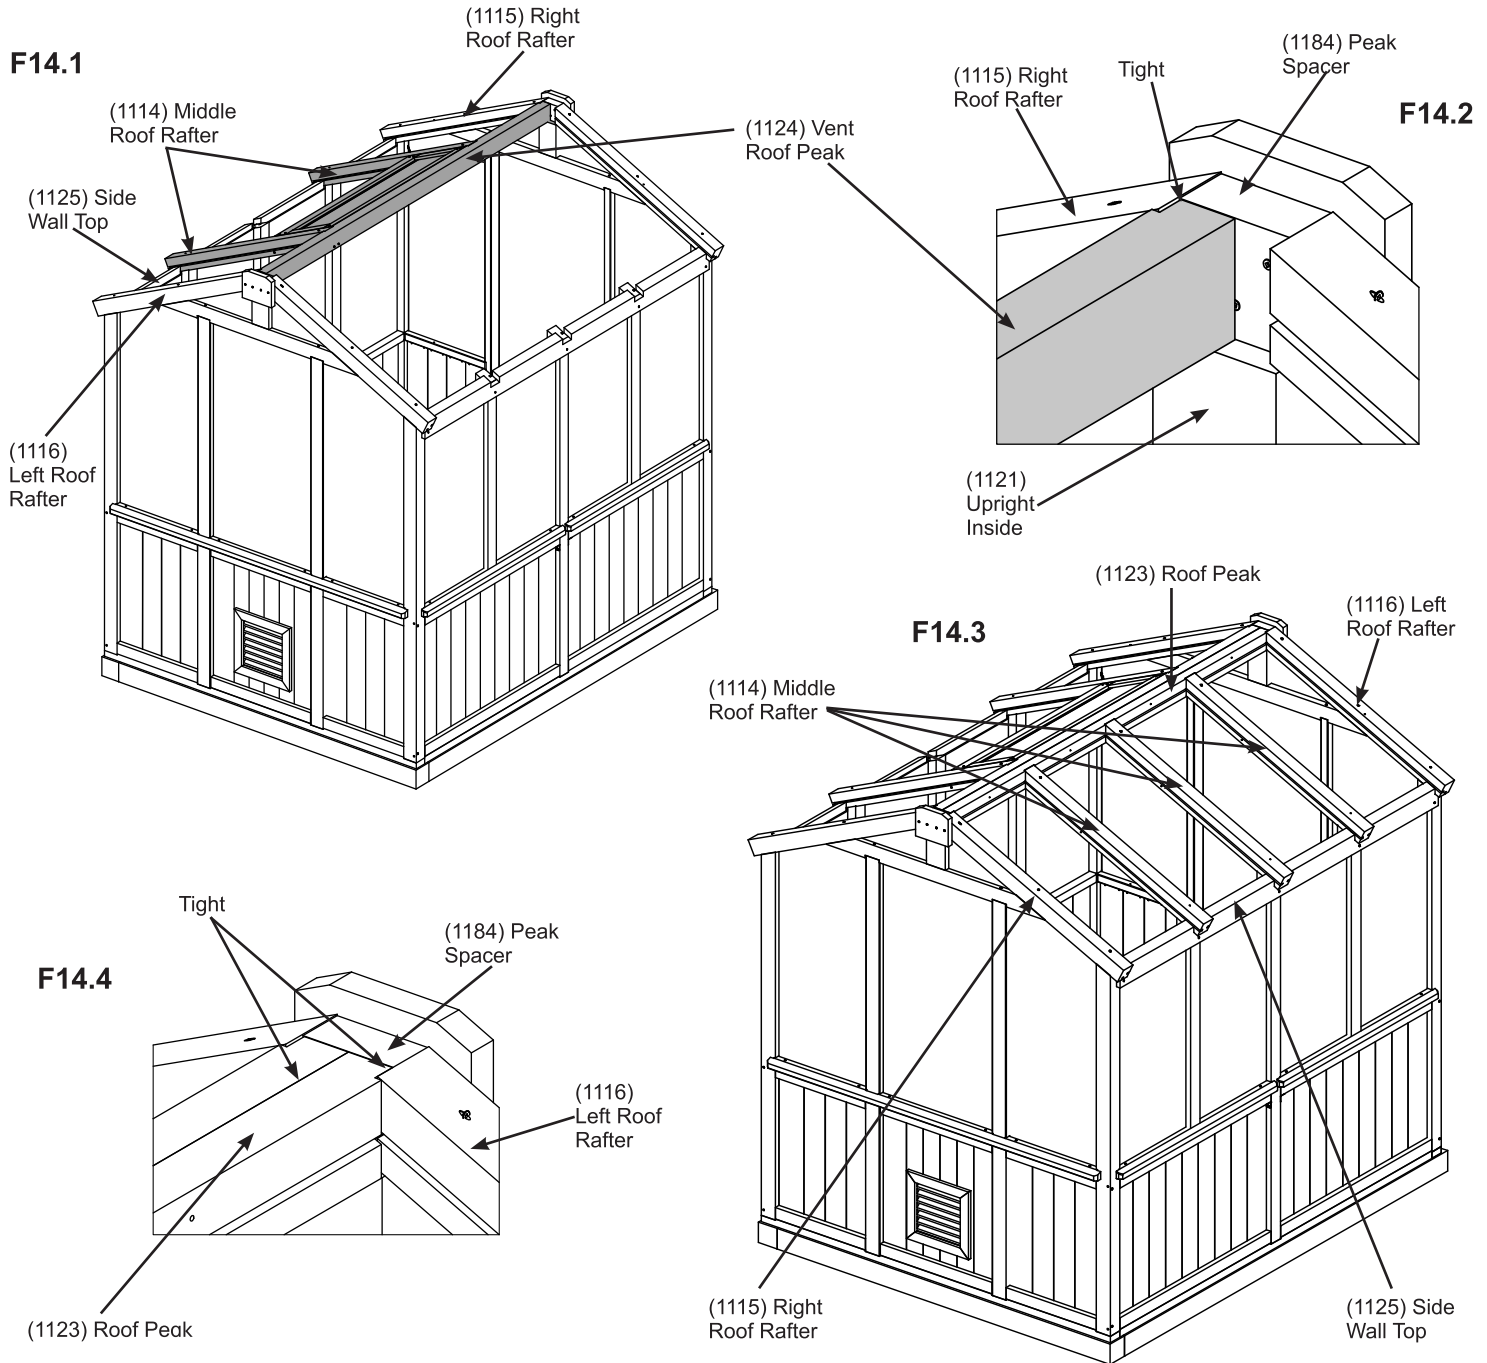 F14.1
(1115) Right
Roof Rafter
(1114) Middle
Roof Rafter
(1125) Side
Wall Top
(1116)
Left Roof
Rafter
(1124) Vent
Roof Peak
F14.2
(1115) Right
Roof Rafter
Tight
(1184) Peak
Spacer
(1121)
Upright
Inside
F14.3
(1123) Roof Peak
(1116) Left
Roof Rafter
(1114) Middle
Roof Rafter
(1115) Right
Roof Rafter
(1125) Side
Wall Top
F14.4
Tight
(1184) Peak
Spacer
(1116)
Left Roof
Rafter
(1123) Roof Peak